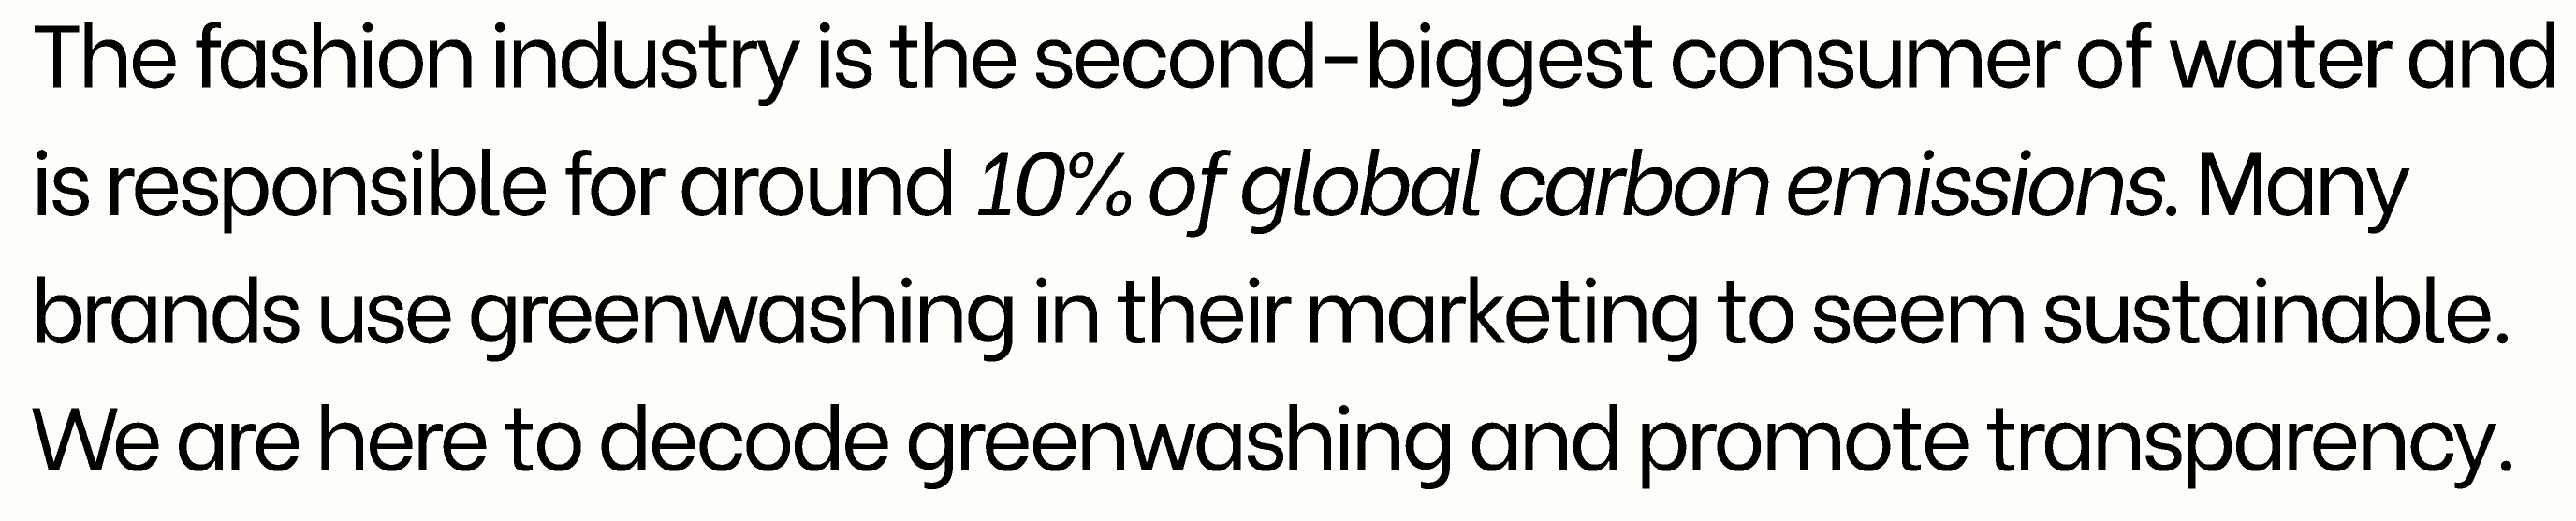 The fashion industry is the second-biggest consumer of water and
is responsible for around 10% of global carbon emissions. Many
brands use greenwashing in their marketing to seem sustainable.
We are here to decode greenwashing and promote transparency.